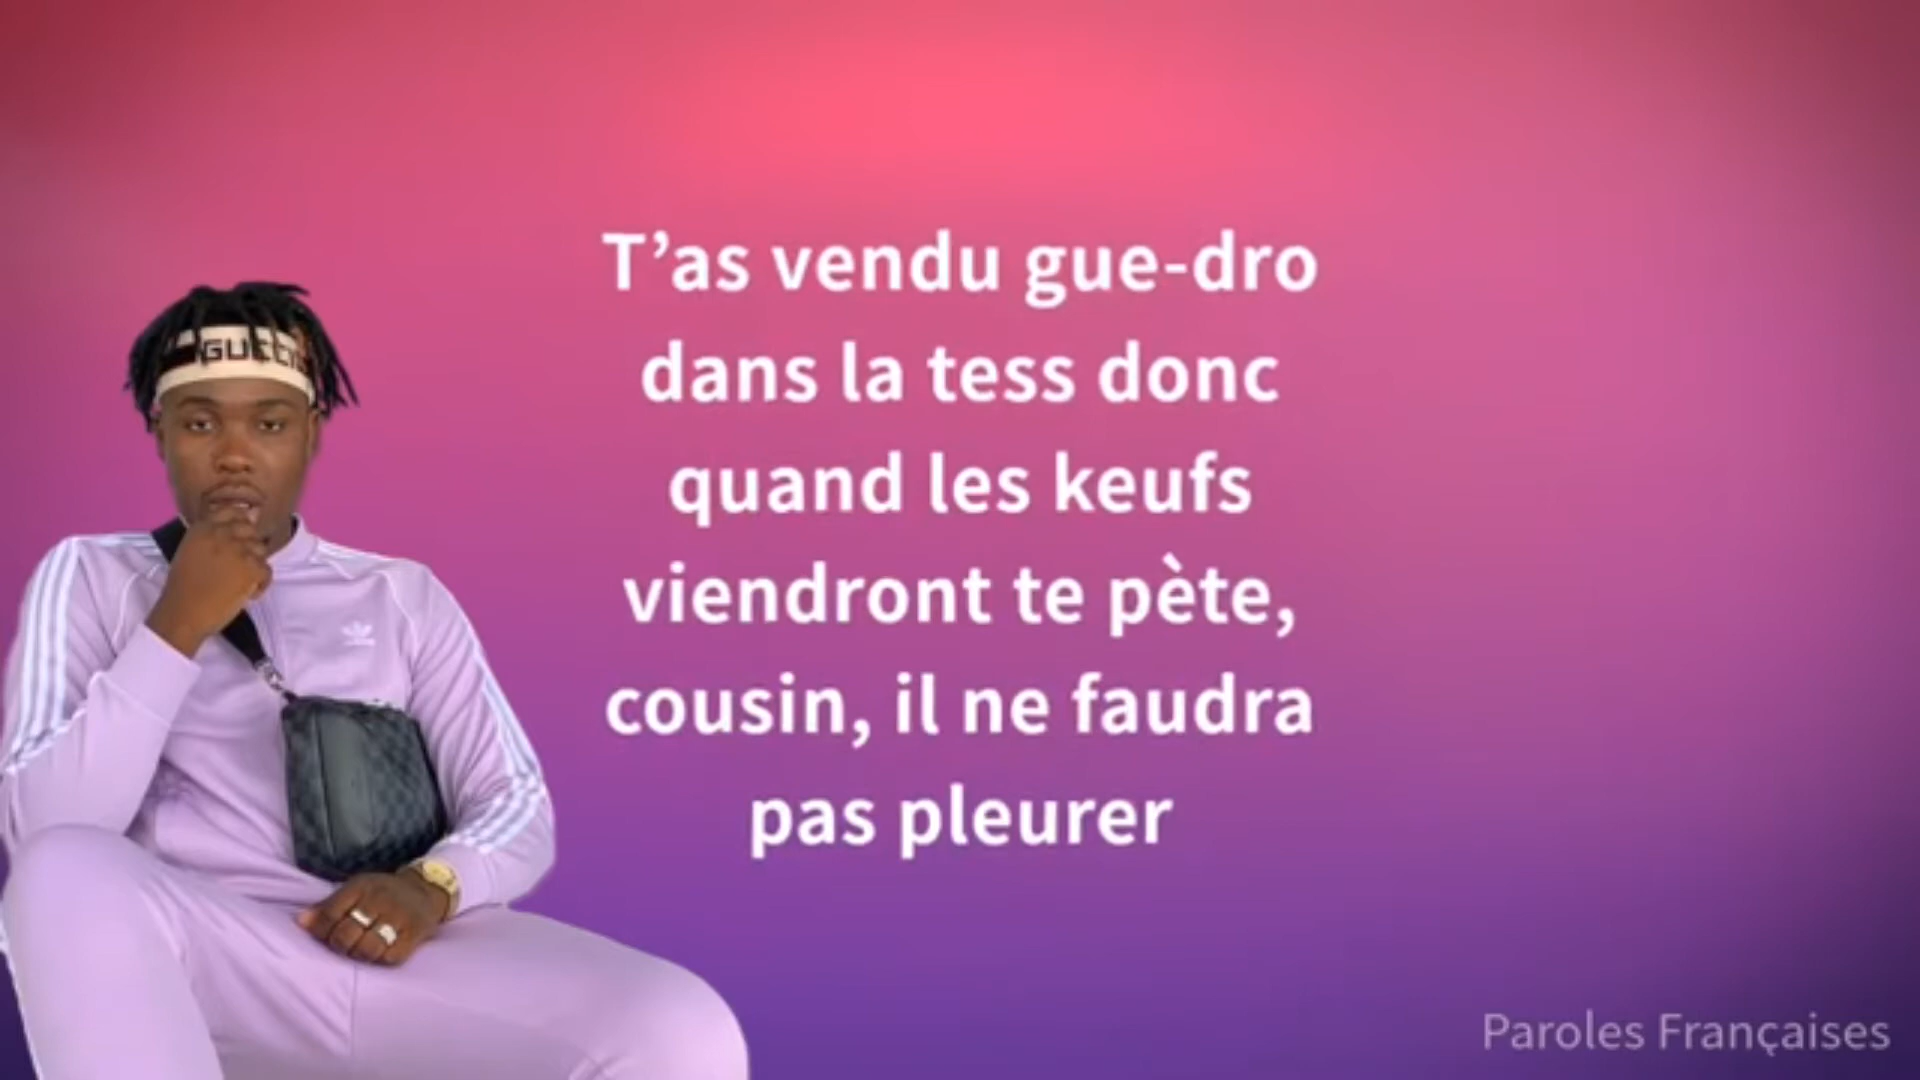 T’as vendu gue-dro
dans la tess donc
quand les keufs
viendront te pète,
cousin, il ne faudra
pas pleurer
GUCCI
Paroles Françaises